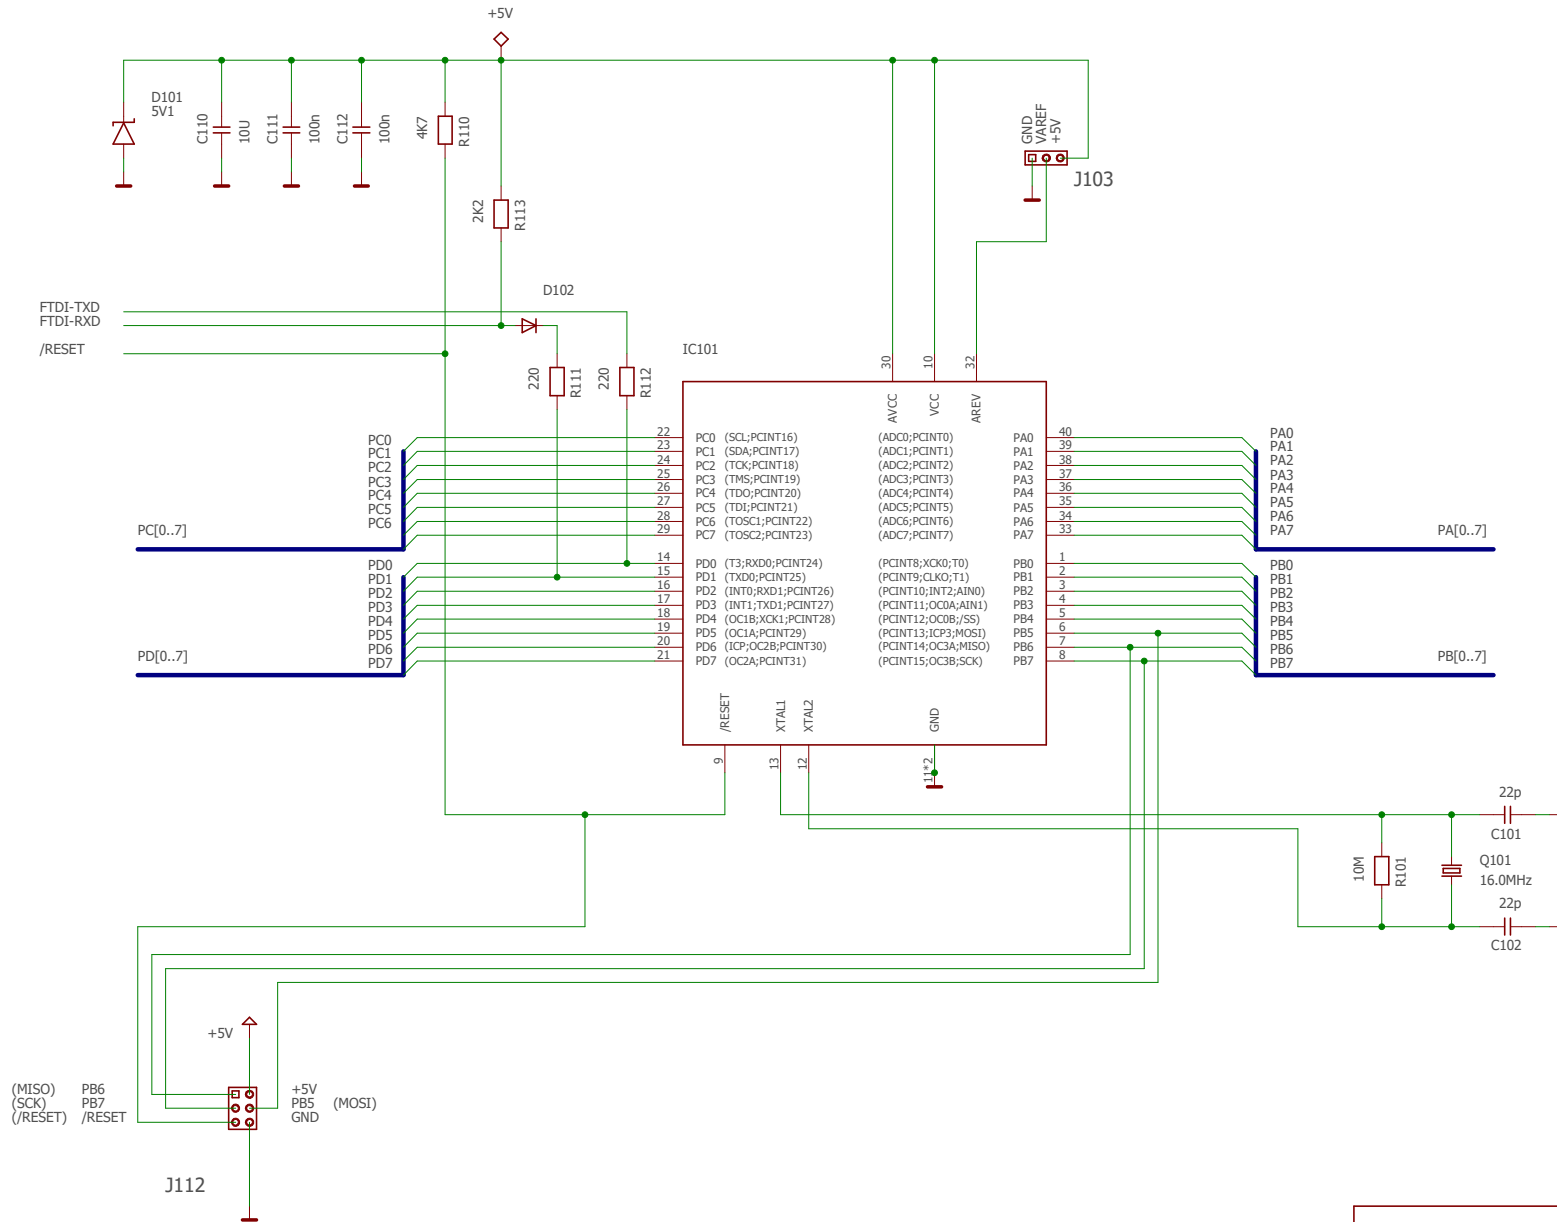 +5V
D101
5V1
C110
10U
C111
100n
C112
100n
4K7
R110
GND
VAREF
+5V
J103
2K2
R113
D102
FTDI-TXD
FTDI-RXD
/RESET
IC101
220
R111
220
R112
30
10
32
AVCC
VCC
AREV
PC0
PC1
PC2
PC3
PC4
PC5
PC6
PC[0..7]
22 PC0 (SCL;PCINT16)
23 PC1 (SDA;PCINT17)
24 PC2 (TCK;PCINT18)
25 PC3 (TMS;PCINT19)
26 PC4 (TDO;PCINT20)
27 PC5 (TDI;PCINT21)
28 PC6 (TOSC1;PCINT22)
29 PC7 (TOSC2;PCINT23)
(ADC0;PCINT0) PA0 40
(ADC1;PCINT1) PA1 39
(ADC2;PCINT2) PA2 38
(ADC3;PCINT3) PA3 37
(ADC4;PCINT4) PA4 36
(ADC5;PCINT5) PA5 35
(ADC6;PCINT6) PA6 34
(ADC7;PCINT7) PA7 33
PA0
PA1
PA2
PA3
PA4
PA5
PA6
PA7
PA[0..7]
PD0
PD1
PD2
PD3
PD4
PD5
PD6
PD7
PD[0..7]
14 PD0 (T3;RXD0;PCINT24)
15 PD1 (TXD0;PCINT25)
16 PD2 (INT0;RXD1;PCINT26)
17 PD3 (INT1;TXD1;PCINT27)
18 PD4 (OC1B;XCK1;PCINT28)
19 PD5 (OC1A;PCINT29)
20 PD6 (ICP;OC2B;PCINT30)
21 PD7 (OC2A;PCINT31)
(PCINT8;XCK0;T0) PB0 1
(PCINT9;CLKO;T1) PB1 2
(PCINT10;INT2;AIN0) PB2 3
(PCINT11;OC0A;AIN1) PB3 4
(PCINT12;OC0B;/SS) PB4 5
(PCINT13;ICP3;MOSI) PB5 6
(PCINT14;OC3A;MISO) PB6 7
(PCINT15;OC3B;SCK) PB7 8
PB0
PB1
PB2
PB3
PB4
PB5
PB6
PB7
PB[0..7]
/RESET
XTAL1
XTAL2
GND
9
13
12
11*2
22p
C101
10M
R101
Q101
16.0MHz
22p
C102
+5V
(MISO) PB6
(SCK) PB7
(/RESET) /RESET
+5V
PB5 (MOSI)
GND
J112